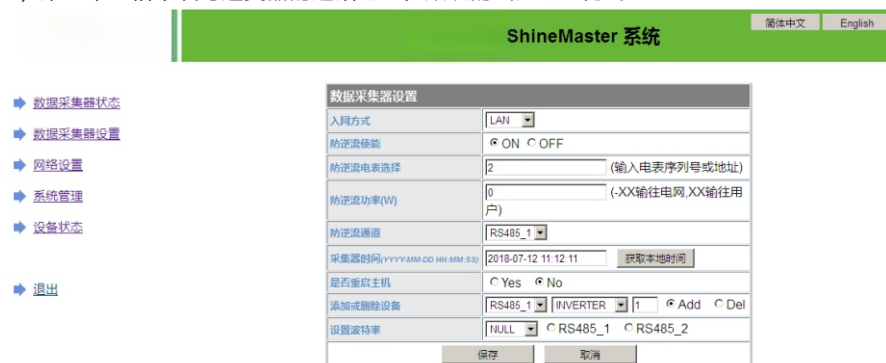 ShineMaster 系统
简体中文 English
数据采集器状态
数据采集器设置
网络设置
系统管理
设备状态
退出
数据采集器设置
入网方式 LAN
防逆流使能 ON OFF
防逆流电表选择 2 (输入电表序列号或地址)
防逆流功率(W) 0 (-XX输往电网,XX输往用
户)
防逆流通道 RS485_1
采集器时间(YYYY-MM-DD HH:MM:SS) 2018-07-12 11:12:11 获取本地时间
是否重启主机 Yes No
添加或删除设备 RS485_1 INVERTER 1 Add Del
设置波特率 NULL RS485_1 RS485_2
保存 取消